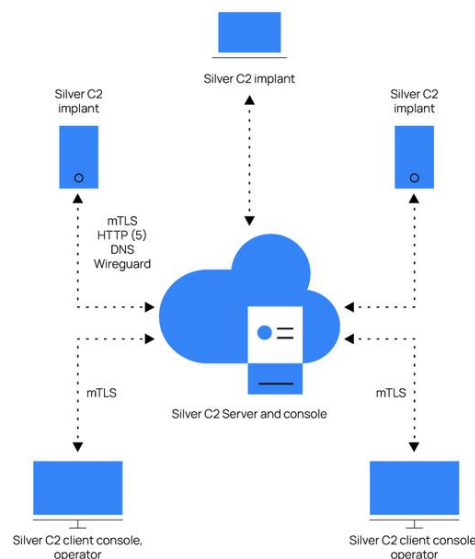 Silver C2 implant
Silver C2
implant
Silver C2
implant
mTLS
HTTP (5)
DNS
Wireguard
mTLS
mTLS
Silver C2 Server and console
Silver C2 client console,
operator
Silver C2 client console,
operator